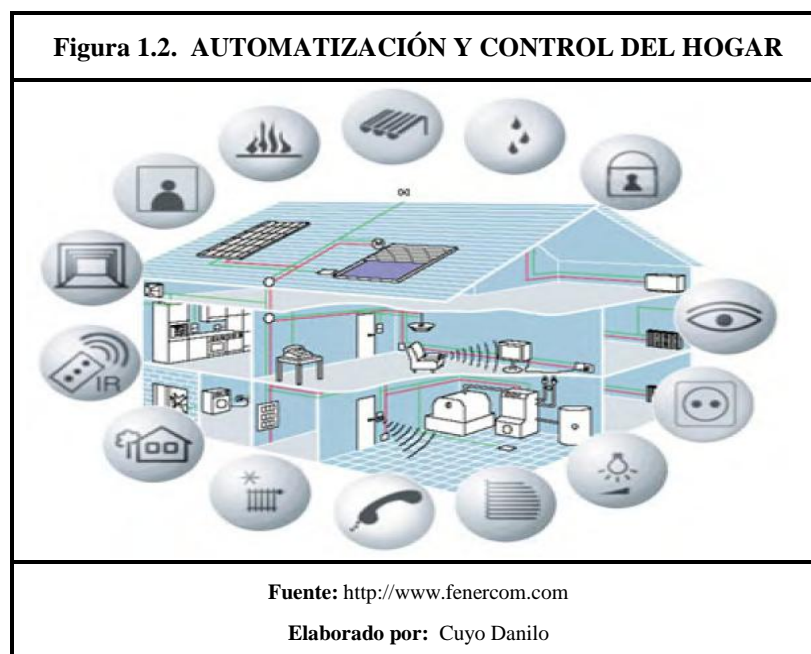 Figura 1.2. AUTOMATIZACIÓN Y CONTROL DEL HOGAR
IR
Fuente: http://www.fenercom.com
Elaborado por: Cuyo Danilo